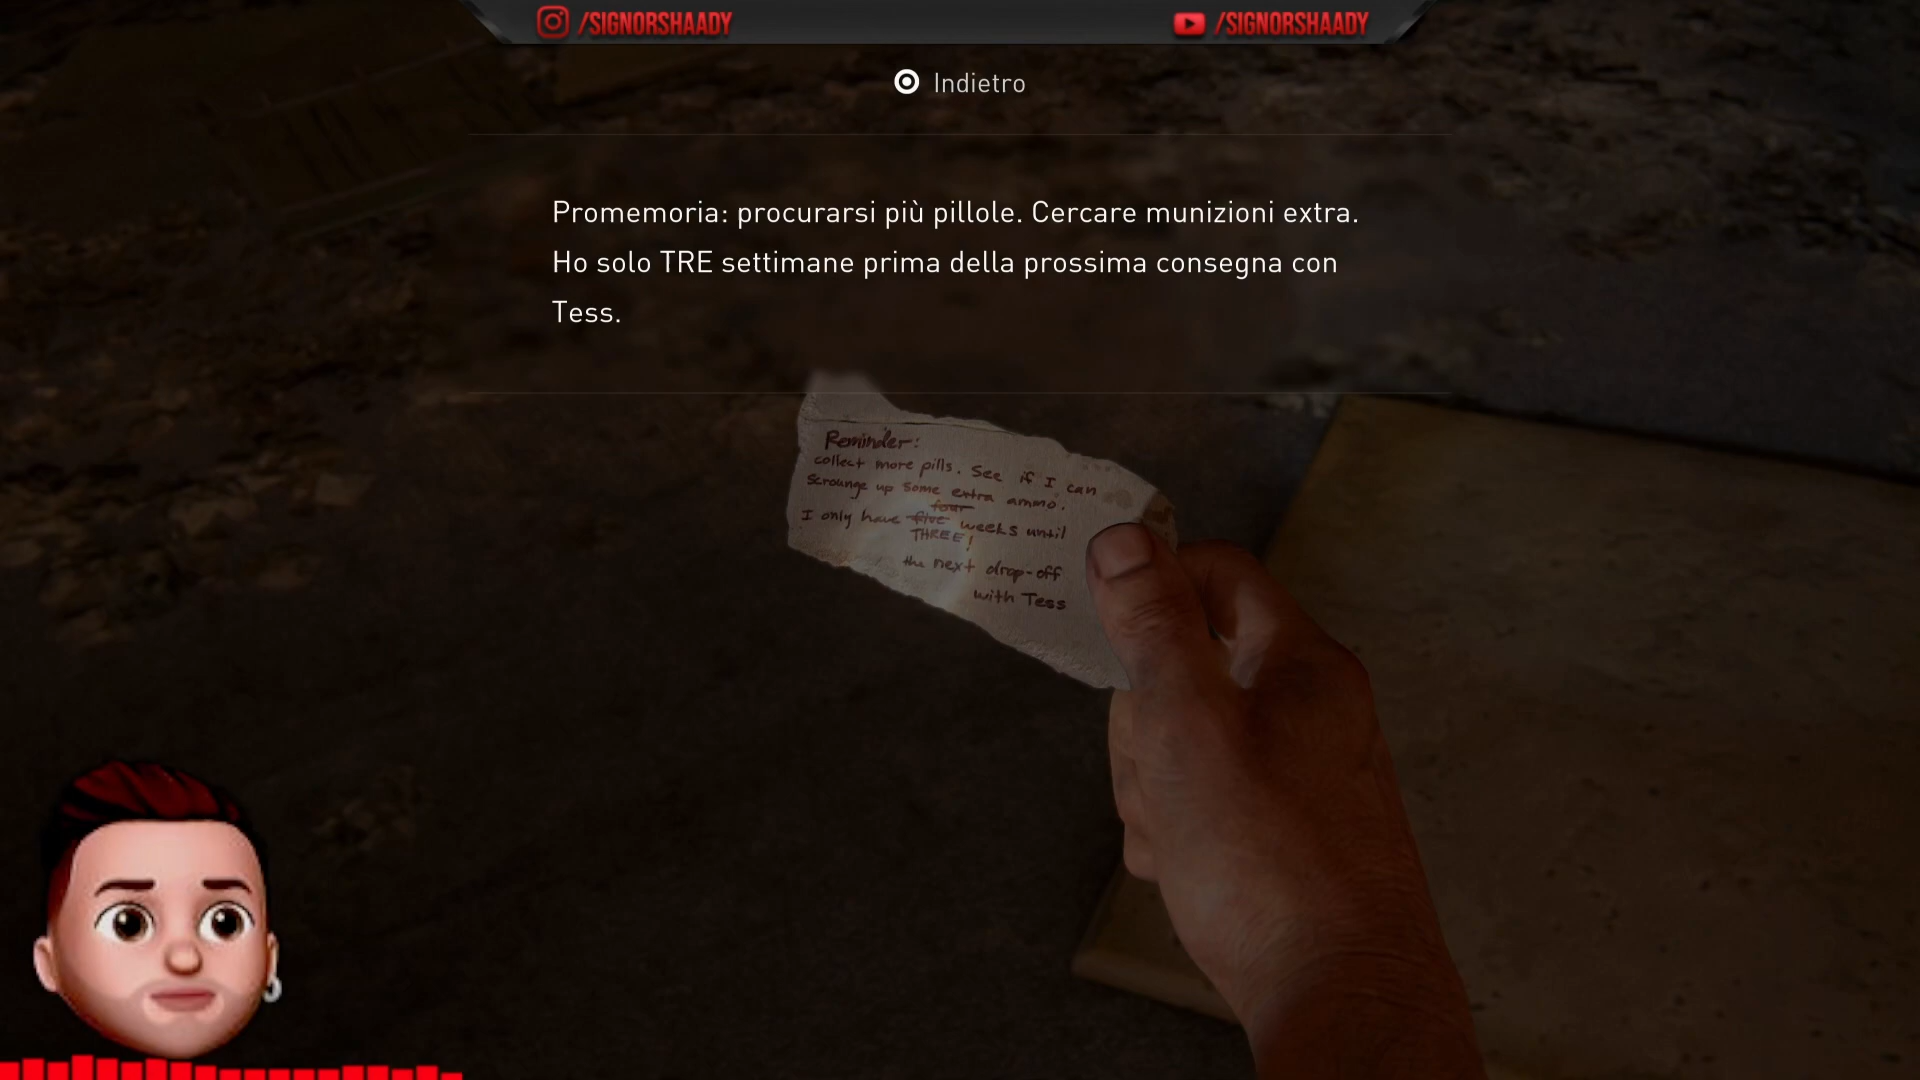 /SIGNORSHAADY
/SIGNORSHAADY
Indietro
Promemoria: procurarsi più pillole. Cercare munizioni extra.
Ho solo TRE settimane prima della prossima consegna con
Tess.
Reminder:
collect more pills. See if I can
scrounge up some extra ammo.
four
I only have five weeks until
THREE!
the next drop-off
with Tess